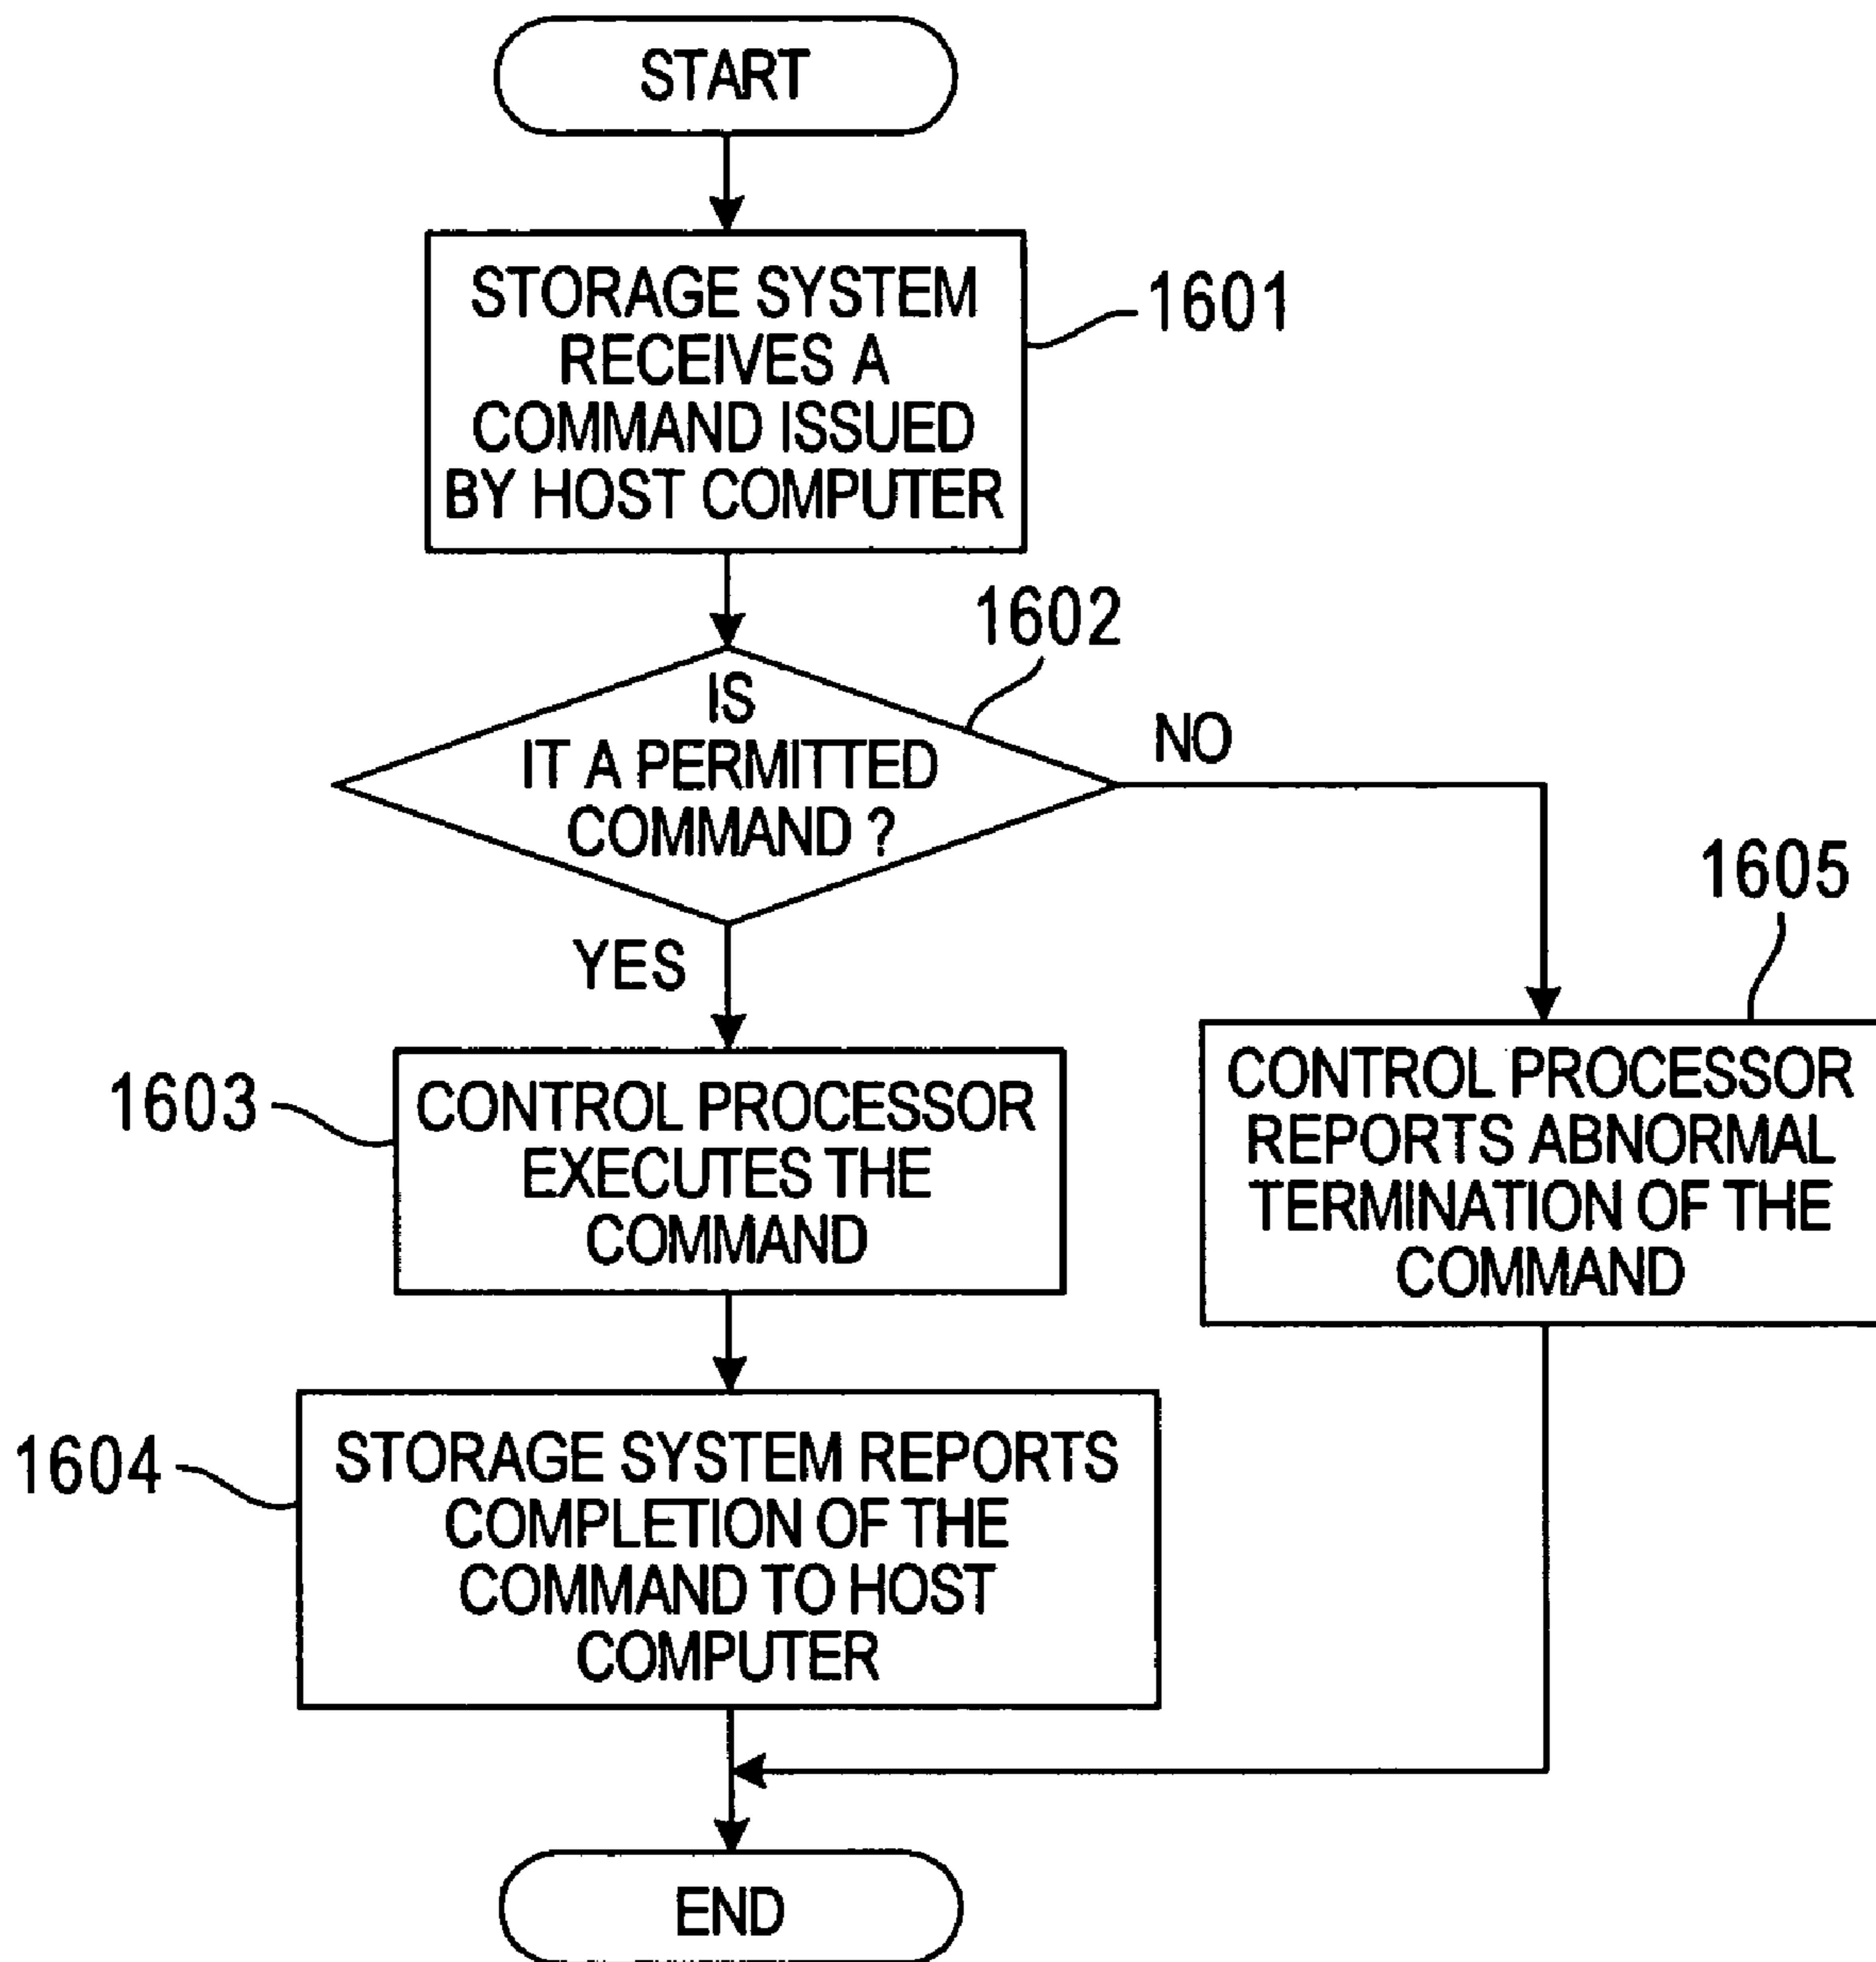 START
STORAGE SYSTEM
RECEIVES A
COMMAND ISSUED
BY HOST COMPUTER
1601
1602
IS
IT A PERMITTED
COMMAND ?
NO
YES
1605
1603
CONTROL PROCESSOR
EXECUTES THE
COMMAND
CONTROL PROCESSOR
REPORTS ABNORMAL
TERMINATION OF THE
COMMAND
1604
STORAGE SYSTEM REPORTS
COMPLETION OF THE
COMMAND TO HOST
COMPUTER
END